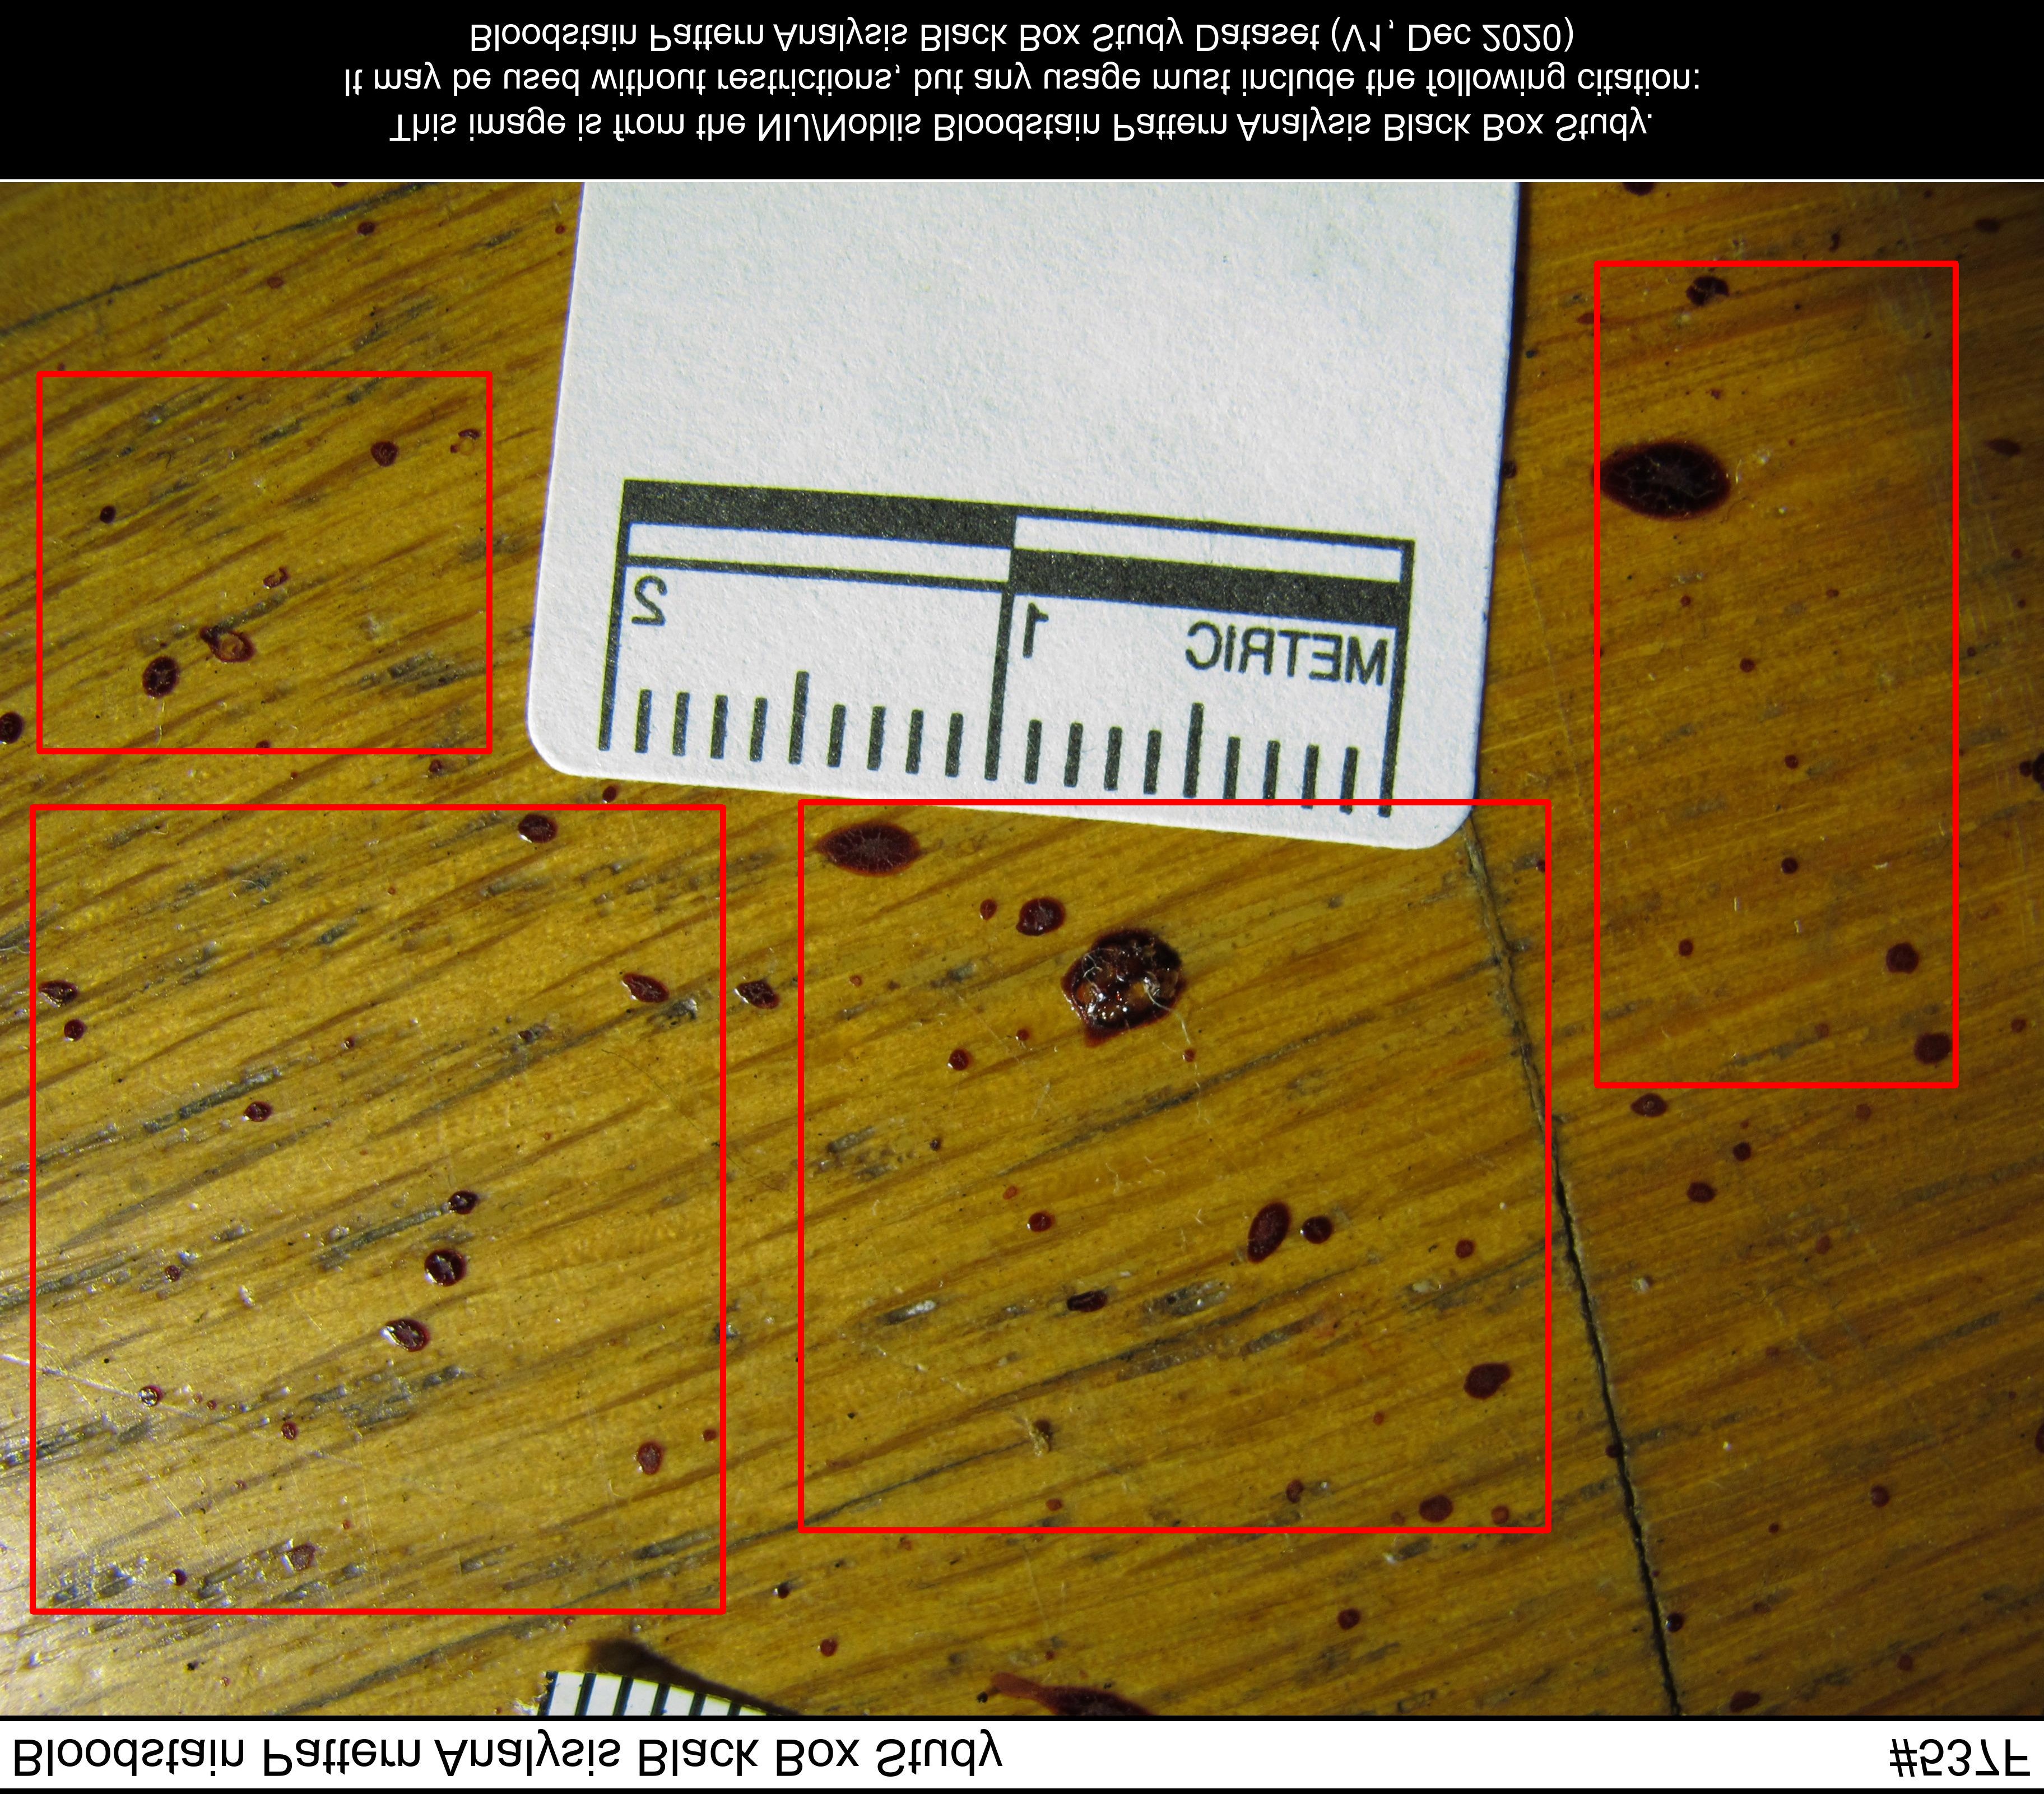 Bloodstain Pattern Analysis Black Box Study #537F
METRIC 1 2
This image is from the NIJ/Noblis Bloodstain Pattern Analysis Black Box Study.
It may be used without restrictions, but any usage must include the following citation:
Bloodstain Pattern Analysis Black Box Study Dataset (V1, Dec 2020)